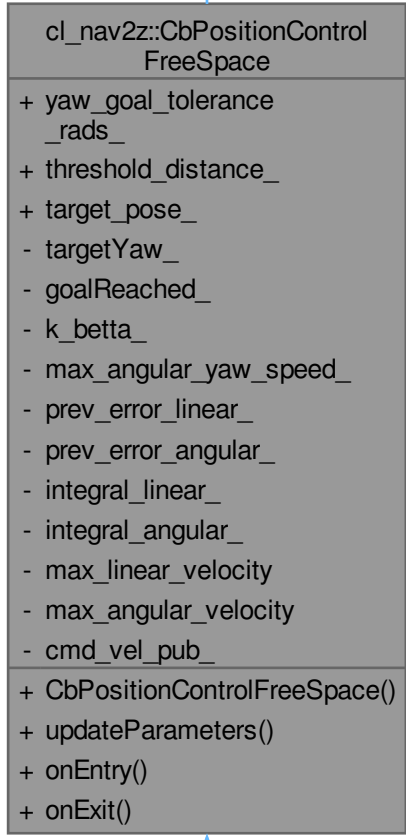 cl_nav2z::CbPositionControl
FreeSpace
+ yaw_goal_tolerance
_rads_
+ threshold_distance_
+ target_pose_
- targetYaw_
- goalReached_
- k_betta_
- max_angular_yaw_speed_
- prev_error_linear_
- prev_error_angular_
- integral_linear_
- integral_angular_
- max_linear_velocity
- max_angular_velocity
- cmd_vel_pub_
+ CbPositionControlFreeSpace()
+ updateParameters()
+ onEntry()
+ onExit()